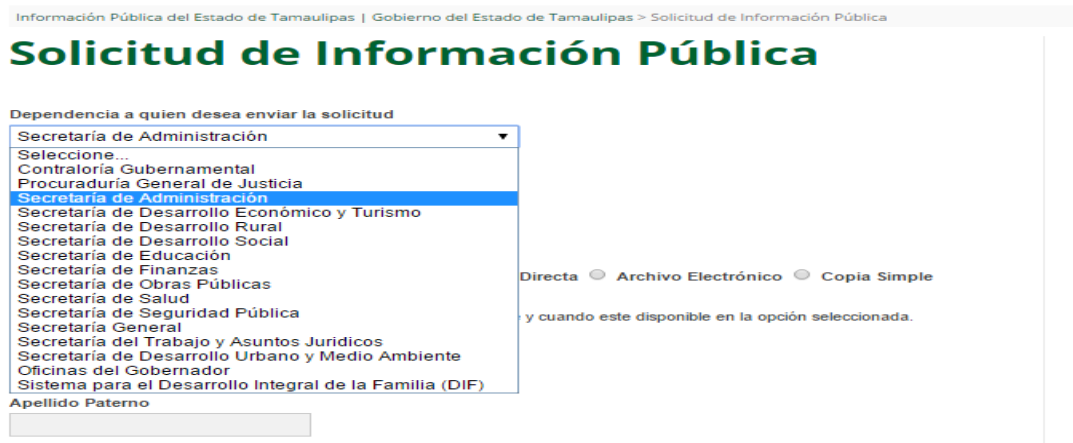 Información Pública del Estado de Tamaulipas | Gobierno del Estado de Tamaulipas > Solicitud de Información Pública
Solicitud de Información Pública
Dependencia a quien desea enviar la solicitud
Secretaría de Administración
Seleccione...
Contraloría Gubernamental
Procuraduría General de Justicia
Secretaría de Administración
Secretaría de Desarrollo Económico y Turismo
Secretaría de Desarrollo Rural
Secretaría de Desarrollo Social
Secretaría de Educación
Secretaría de Finanzas
Directa Archivo Electrónico Copia Simple
Secretaría de Obras Públicas
Secretaría de Salud
Secretaría de Seguridad Pública
y cuando este disponible en la opción seleccionada.
Secretaría General
Secretaría del Trabajo y Asuntos Juridicos
Secretaría de Desarrollo Urbano y Medio Ambiente
Oficinas del Gobernador
Sistema para el Desarrollo Integral de la Familia (DIF)
Apellido Paterno